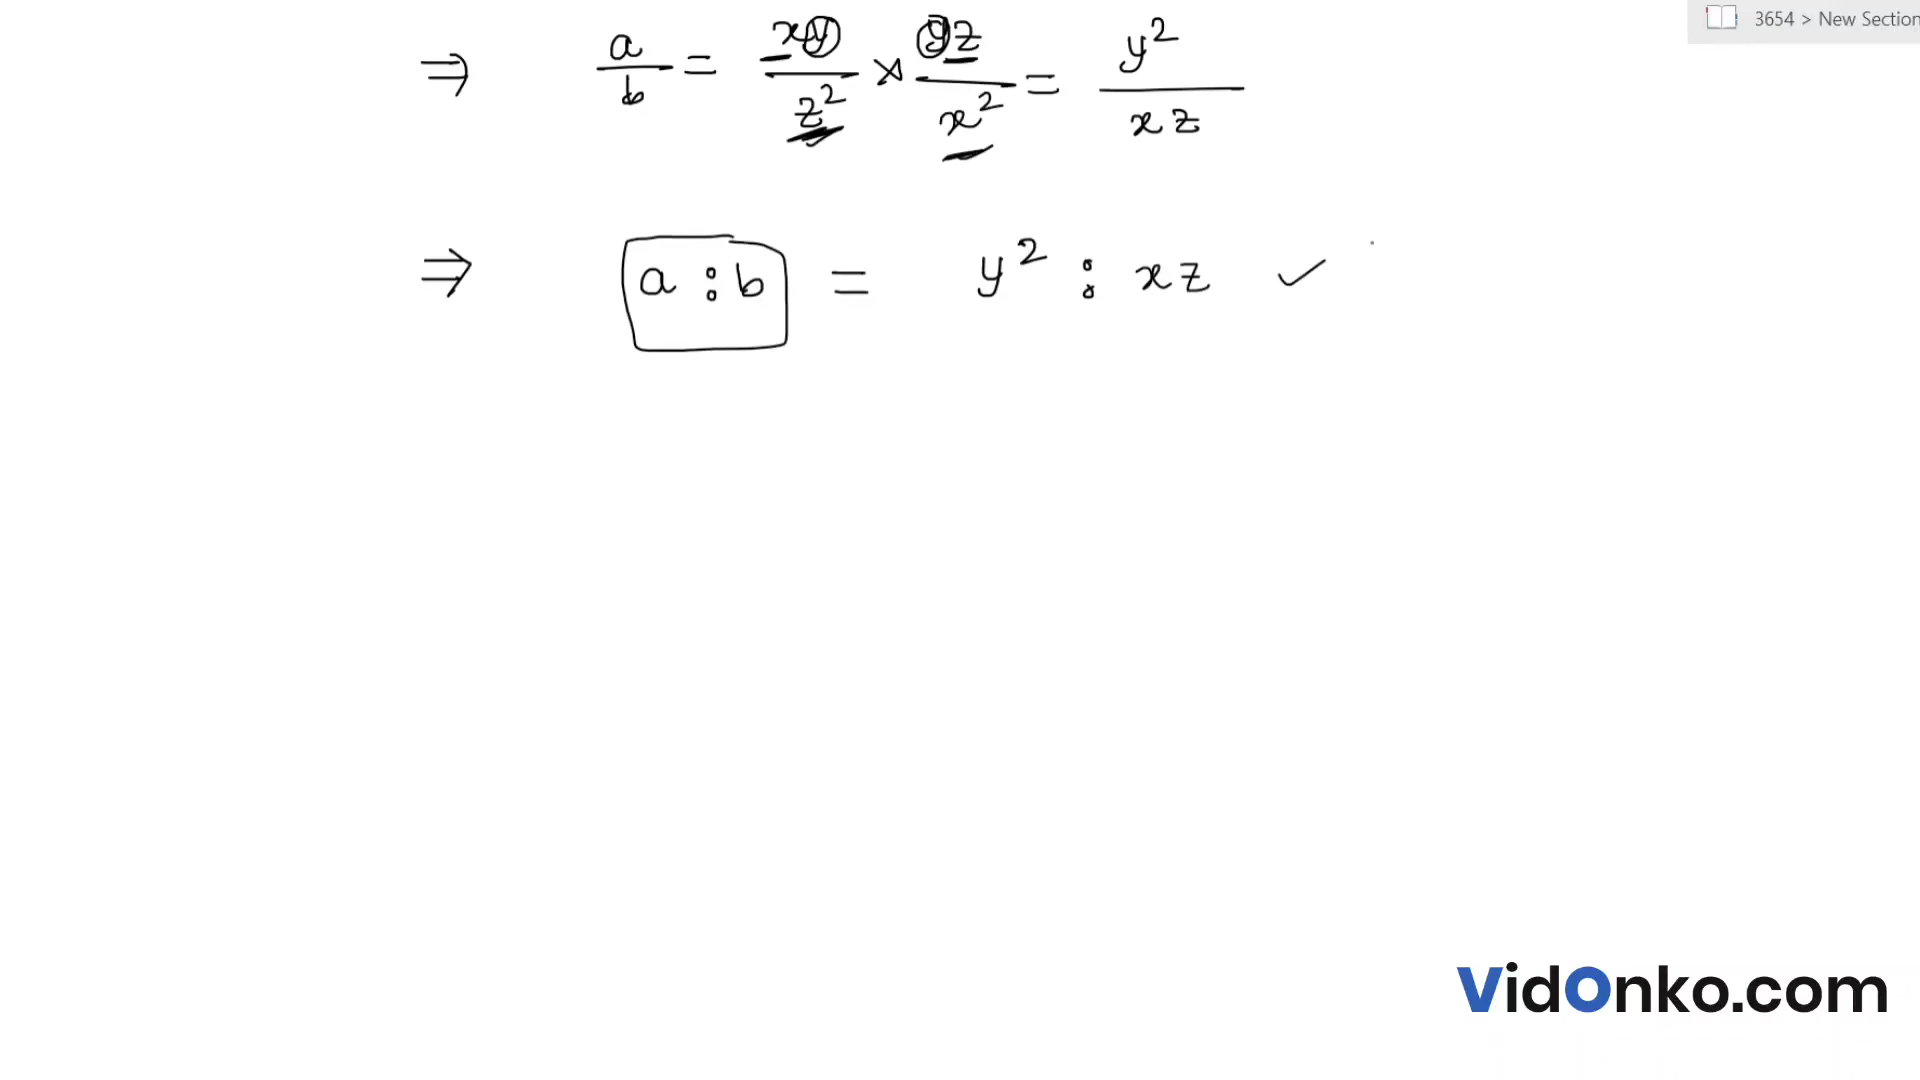 3654 > New Section
⇒ a/b = xy/z² × yz/x² = y²/xz
⇒ a : b = y² : xz ✓
VidOnko.com